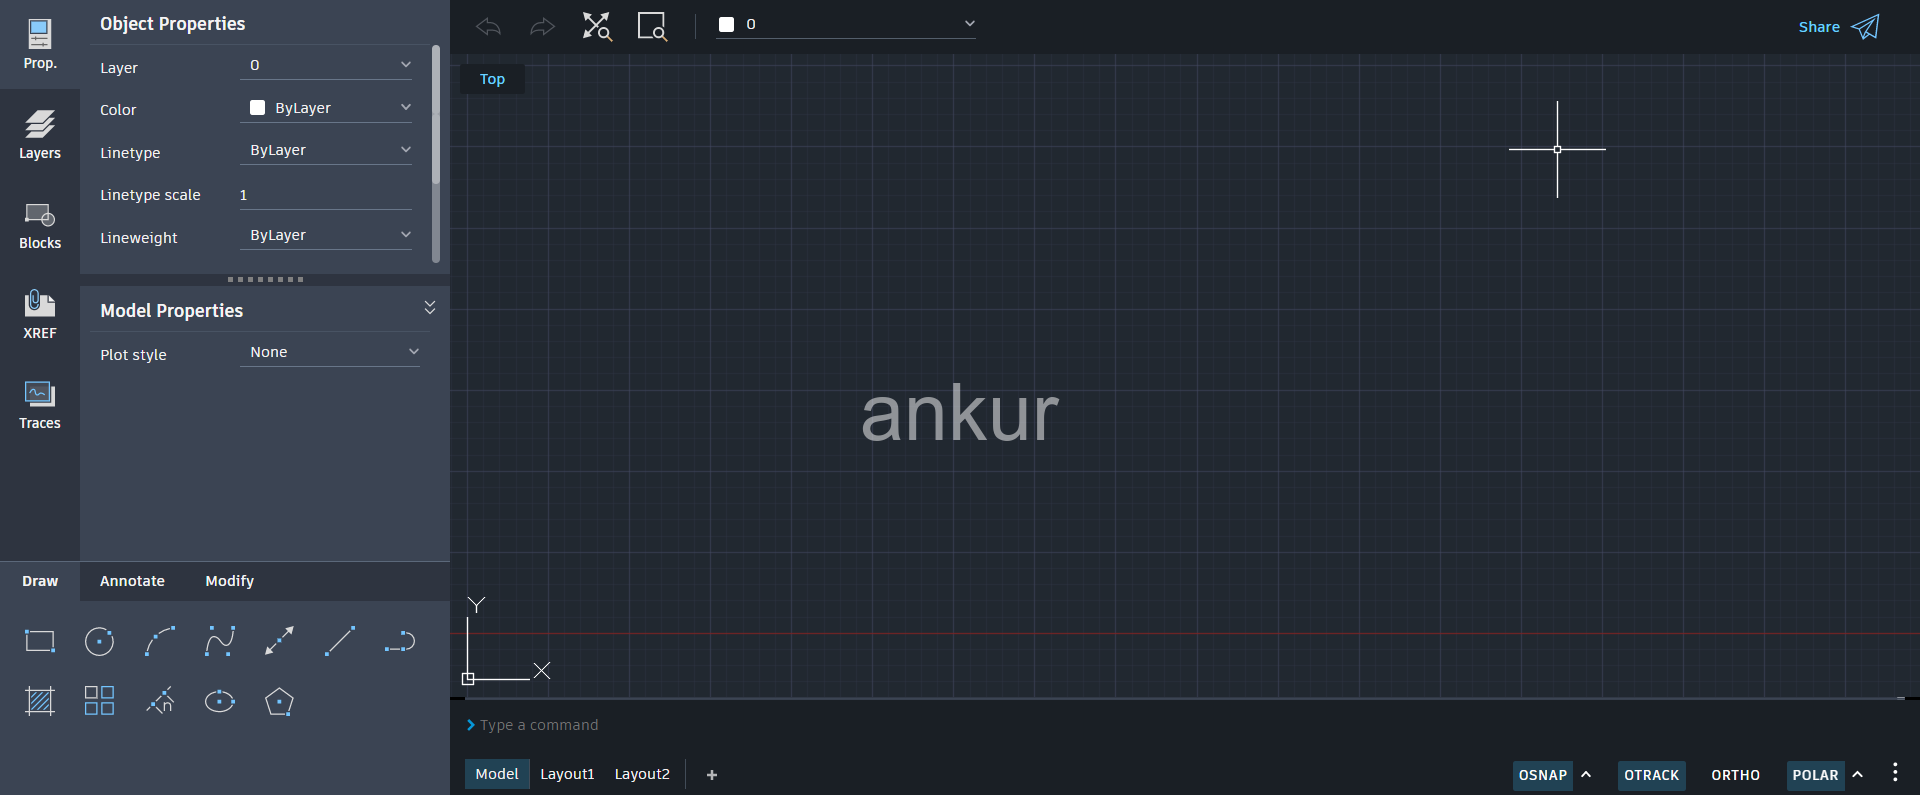 Prop.
Layers
Blocks
XREF
Traces
Object Properties
Layer 0
Color ByLayer
Linetype ByLayer
Linetype scale 1
Lineweight ByLayer
Model Properties
Plot style None
Draw Annotate Modify
n
0
Share
Top
ankur
Y
X
Type a command
Model Layout1 Layout2 +
OSNAP OTRACK ORTHO POLAR